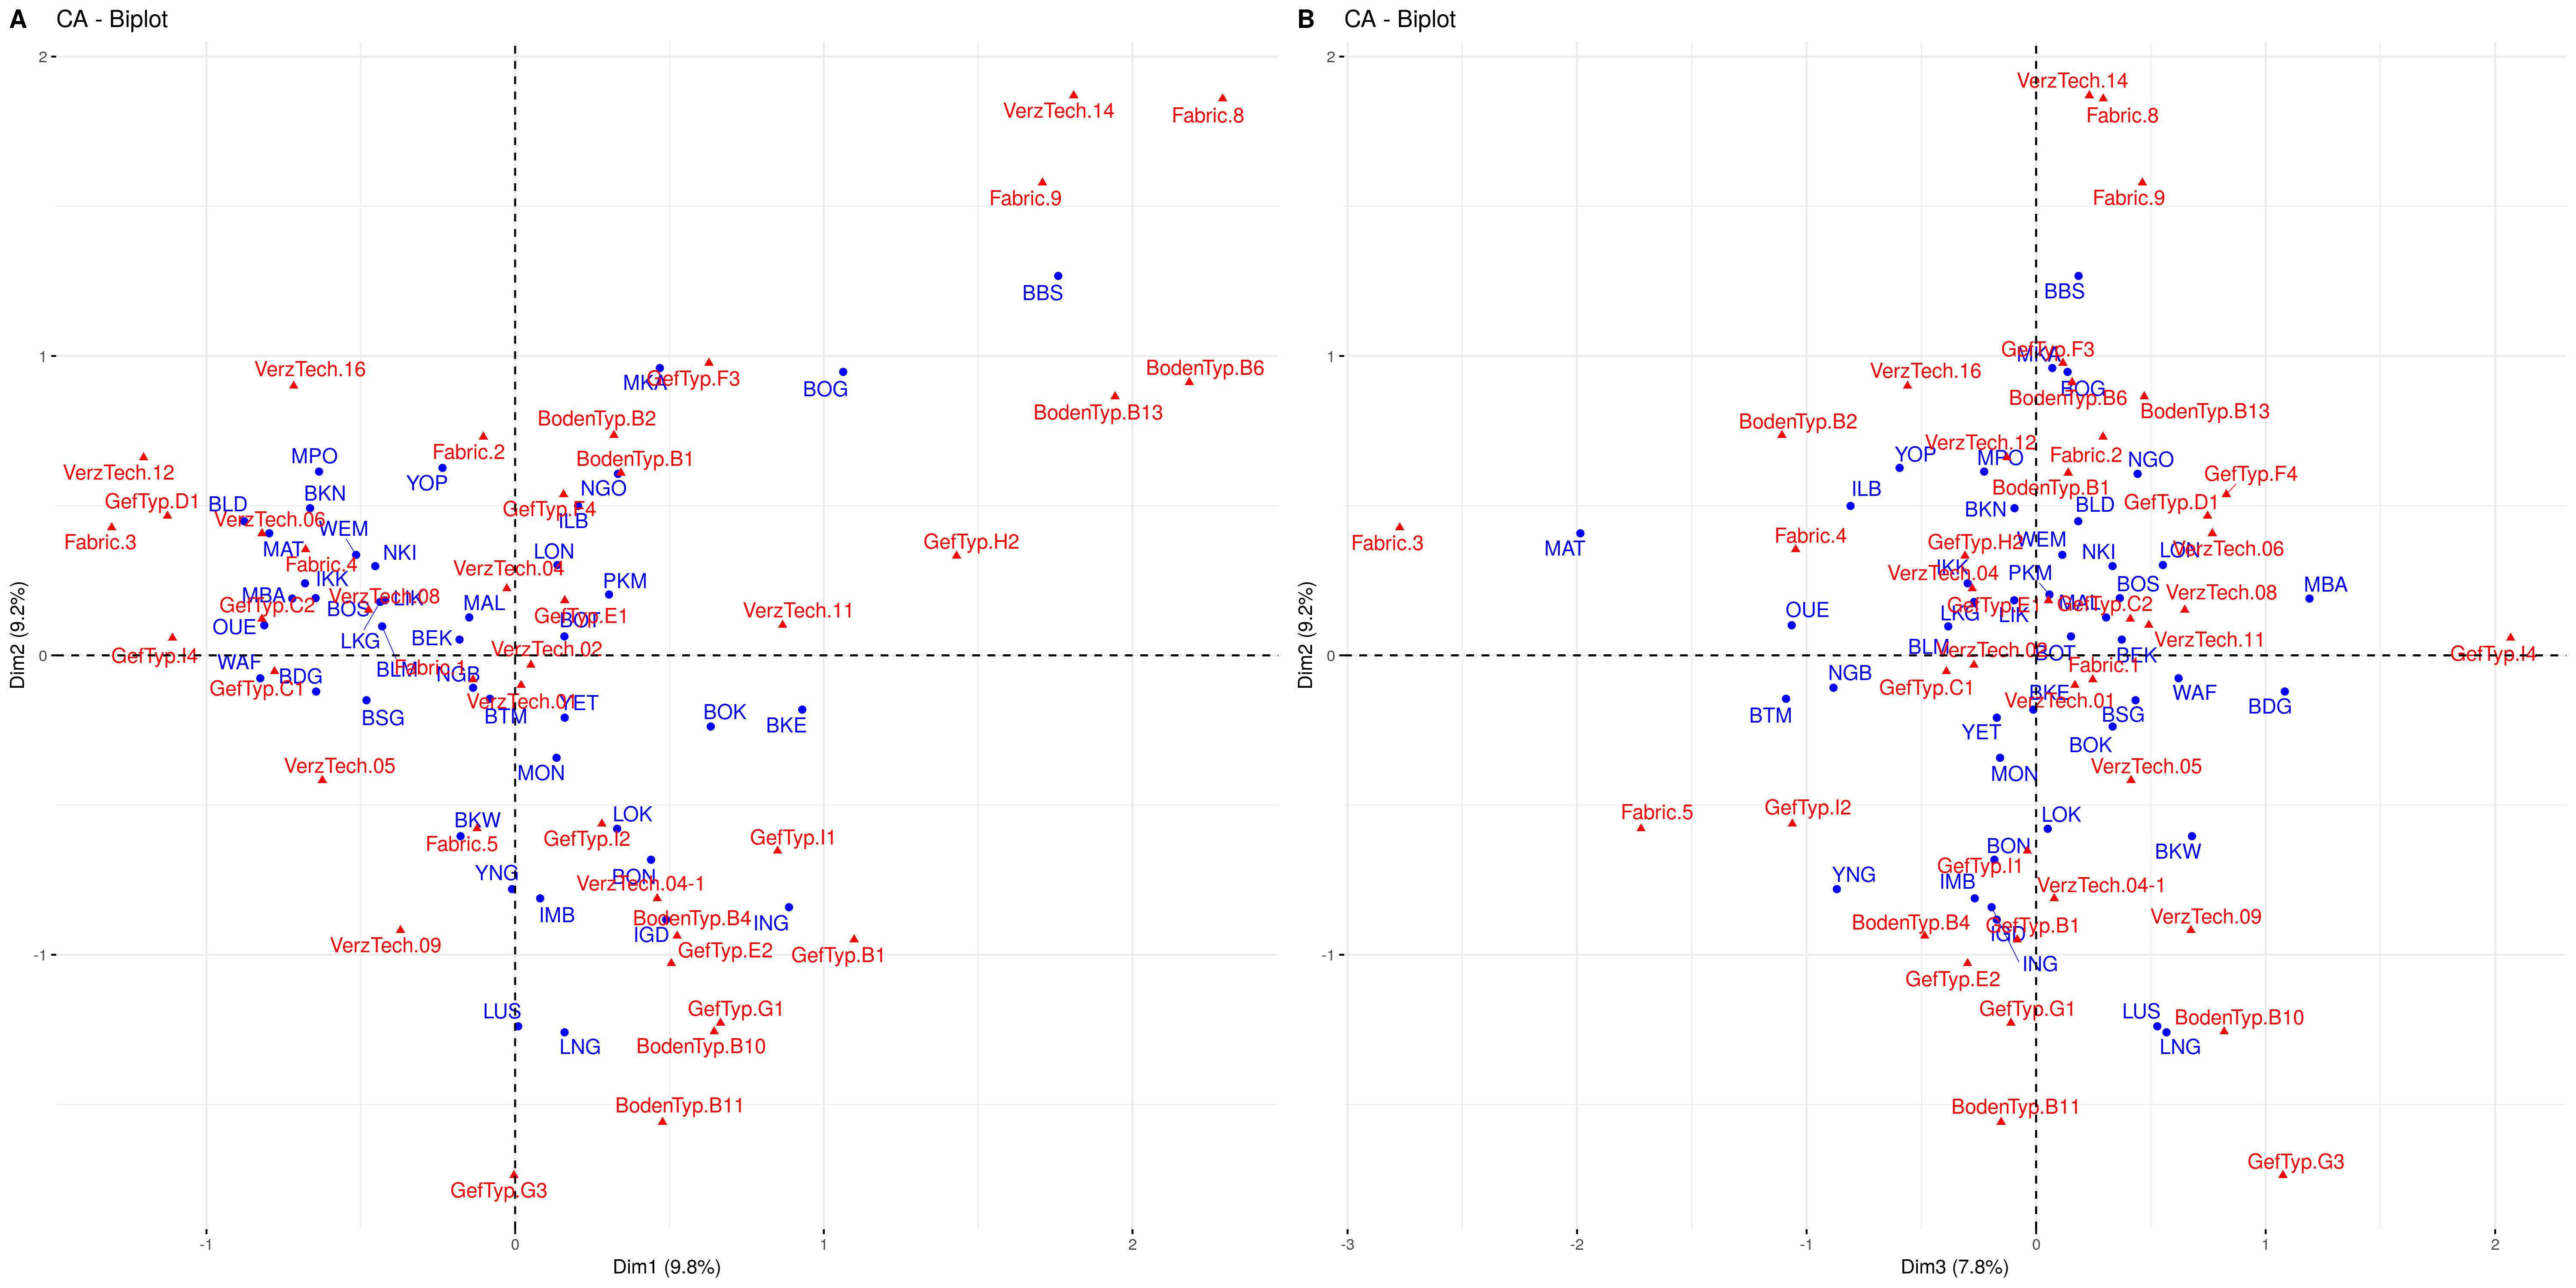 A CA - Biplot
2
1
0
-1
Dim2 (9.2%)
VerzTech.14
Fabric.8
Fabric.9
BBS
VerzTech.16
MKA
GefTyp.F3
BOG
BodenTyp.B6
BodenTyp.B13
BodenTyp.B2
Fabric.2
MPO
VerzTech.12
YOP
BodenTyp.B1
NGO
BKN
GefTyp.D1
BLD
GefTyp.F4
VerzTech.06
ILB
WEM
Fabric.3
MAT
GefTyp.H2
NKI
LON
Fabric.4
VerzTech.04
IKK
PKM
MBA
VerzTech.08
LIK
GefTyp.C2
BOS
MAL
VerzTech.11
GefTyp.E1
BOT
OUE
LKG
BEK
VerzTech.02
GefTyp.I4
WAF
BLM
Fabric.1
NGB
BDG
GefTyp.C1
VerzTech.01
YET
BSG
BTM
BOK
BKE
VerzTech.05
MON
BKW
LOK
Fabric.5
GefTyp.I2
GefTyp.I1
YNG
BON
VerzTech.04-1
IMB
BodenTyp.B4
ING
IGD
VerzTech.09
GefTyp.E2
GefTyp.B1
LUS
GefTyp.G1
LNG
BodenTyp.B10
BodenTyp.B11
GefTyp.G3
-1 0 1 2
Dim1 (9.8%)
B CA - Biplot
2
1
0
-1
Dim2 (9.2%)
VerzTech.14
Fabric.8
Fabric.9
BBS
GefTyp.F3
MKA
VerzTech.16
BOG
BodenTyp.B6
BodenTyp.B13
BodenTyp.B2
VerzTech.12
YOP
MPO
Fabric.2
NGO
GefTyp.F4
ILB
BodenTyp.B1
GefTyp.D1
BKN
BLD
Fabric.4
Fabric.3
MAT
GefTyp.H2
WEM
NKI
LON
VerzTech.06
IKK
VerzTech.04
PKM
BOS
MBA
VerzTech.08
OUE
LKG
GefTyp.E1
LIK
MAL
GefTyp.C2
VerzTech.11
BLM
VerzTech.02
BOT
BEK
GefTyp.I4
Fabric.1
NGB
GefTyp.C1
BKE
VerzTech.01
WAF
BDG
BTM
BSG
YET
BOK
VerzTech.05
MON
Fabric.5
GefTyp.I2
LOK
BON
BKW
GefTyp.I1
YNG
IMB
VerzTech.04-1
BodenTyp.B4
GefTyp.B1
IGD
VerzTech.09
ING
GefTyp.E2
GefTyp.G1
LUS
BodenTyp.B10
LNG
BodenTyp.B11
GefTyp.G3
-3 -2 -1 0 1 2
Dim3 (7.8%)